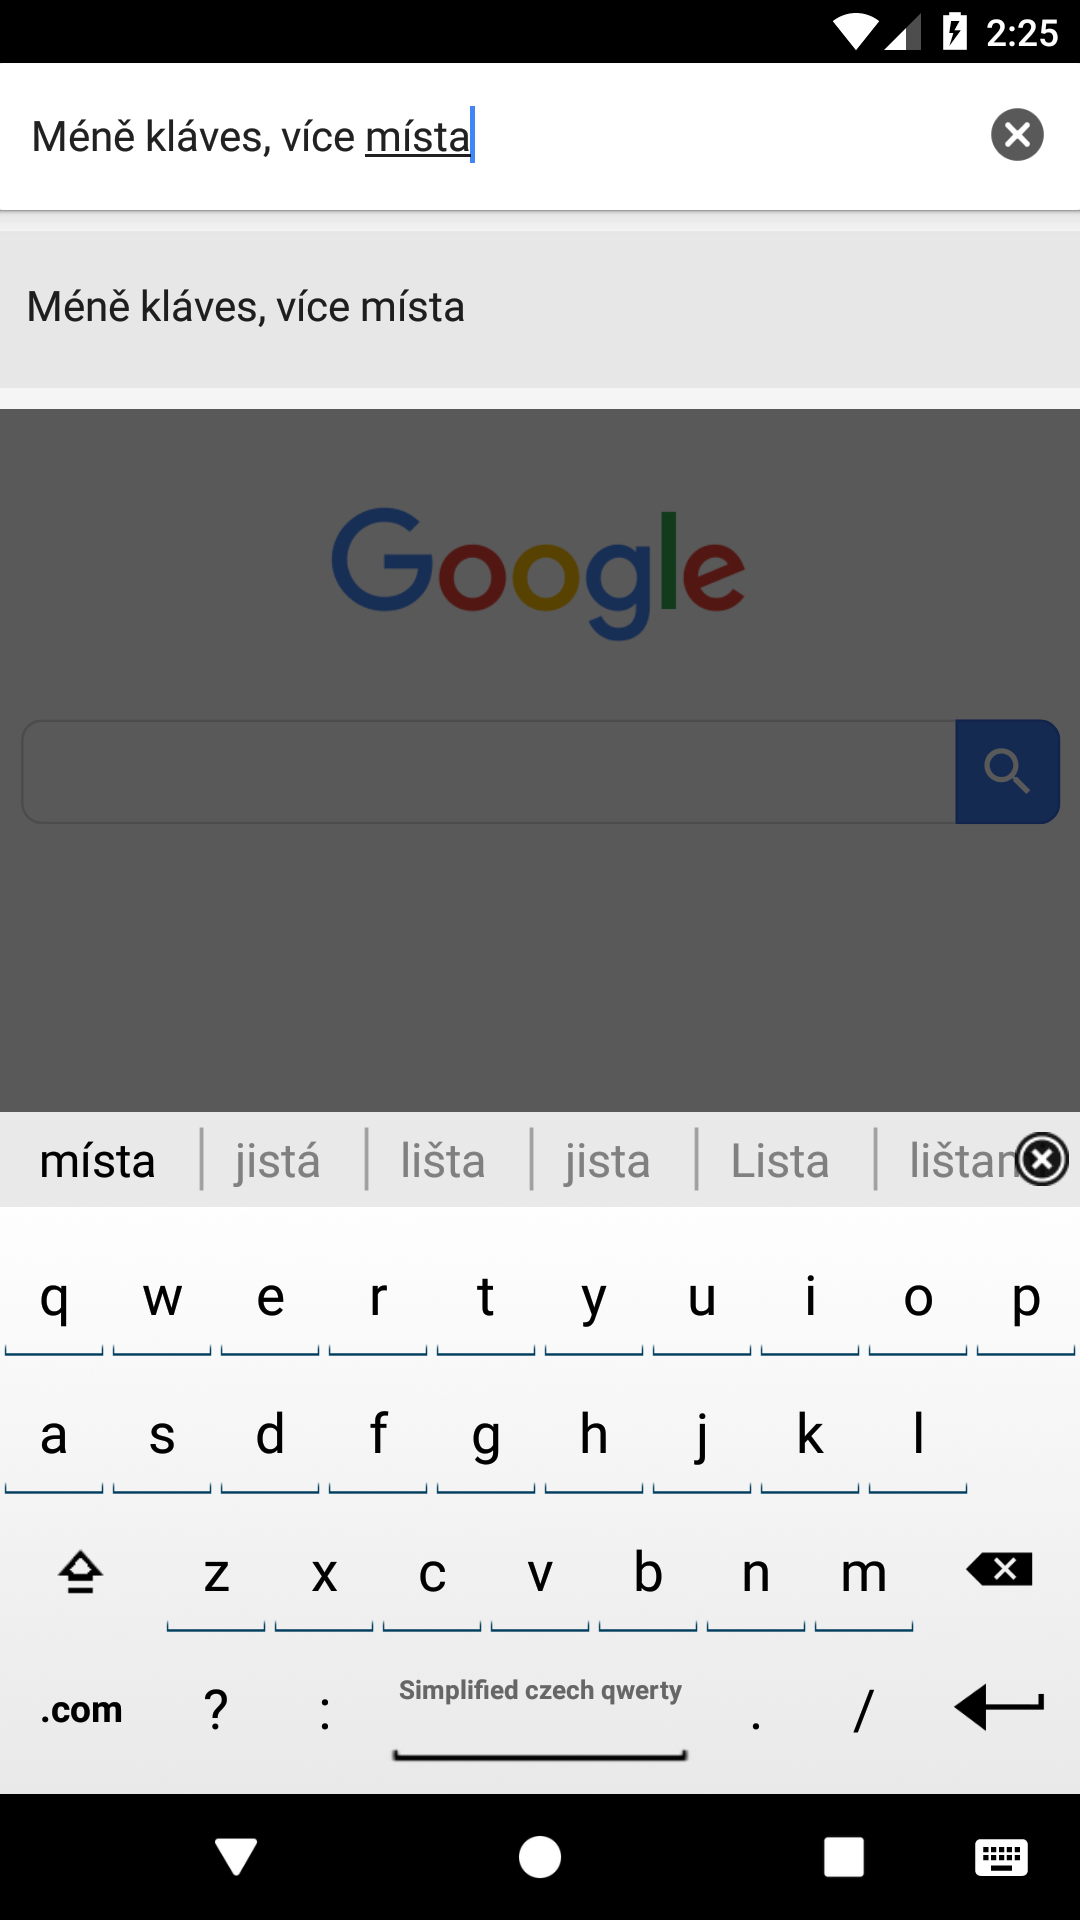 2:25
Méně kláves, více místa
Méně kláves, více místa
Google
místa jistá lišta jista Lista lištan
q w e r t y u i o p
a s d f g h j k l
z x c v b n m
Simplified czech qwerty
.com ? : . /